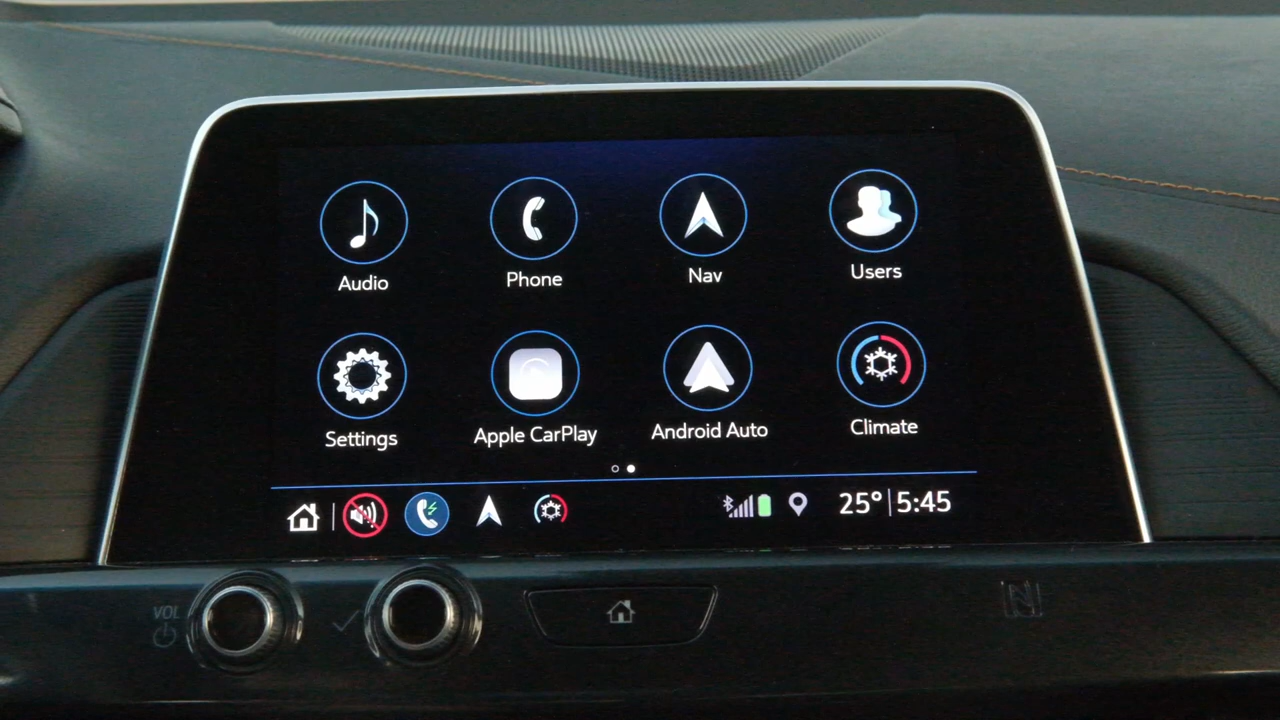 Audio
Phone
Nav
Users
Settings
Apple CarPlay
Android Auto
Climate
25° 5:45
VOL